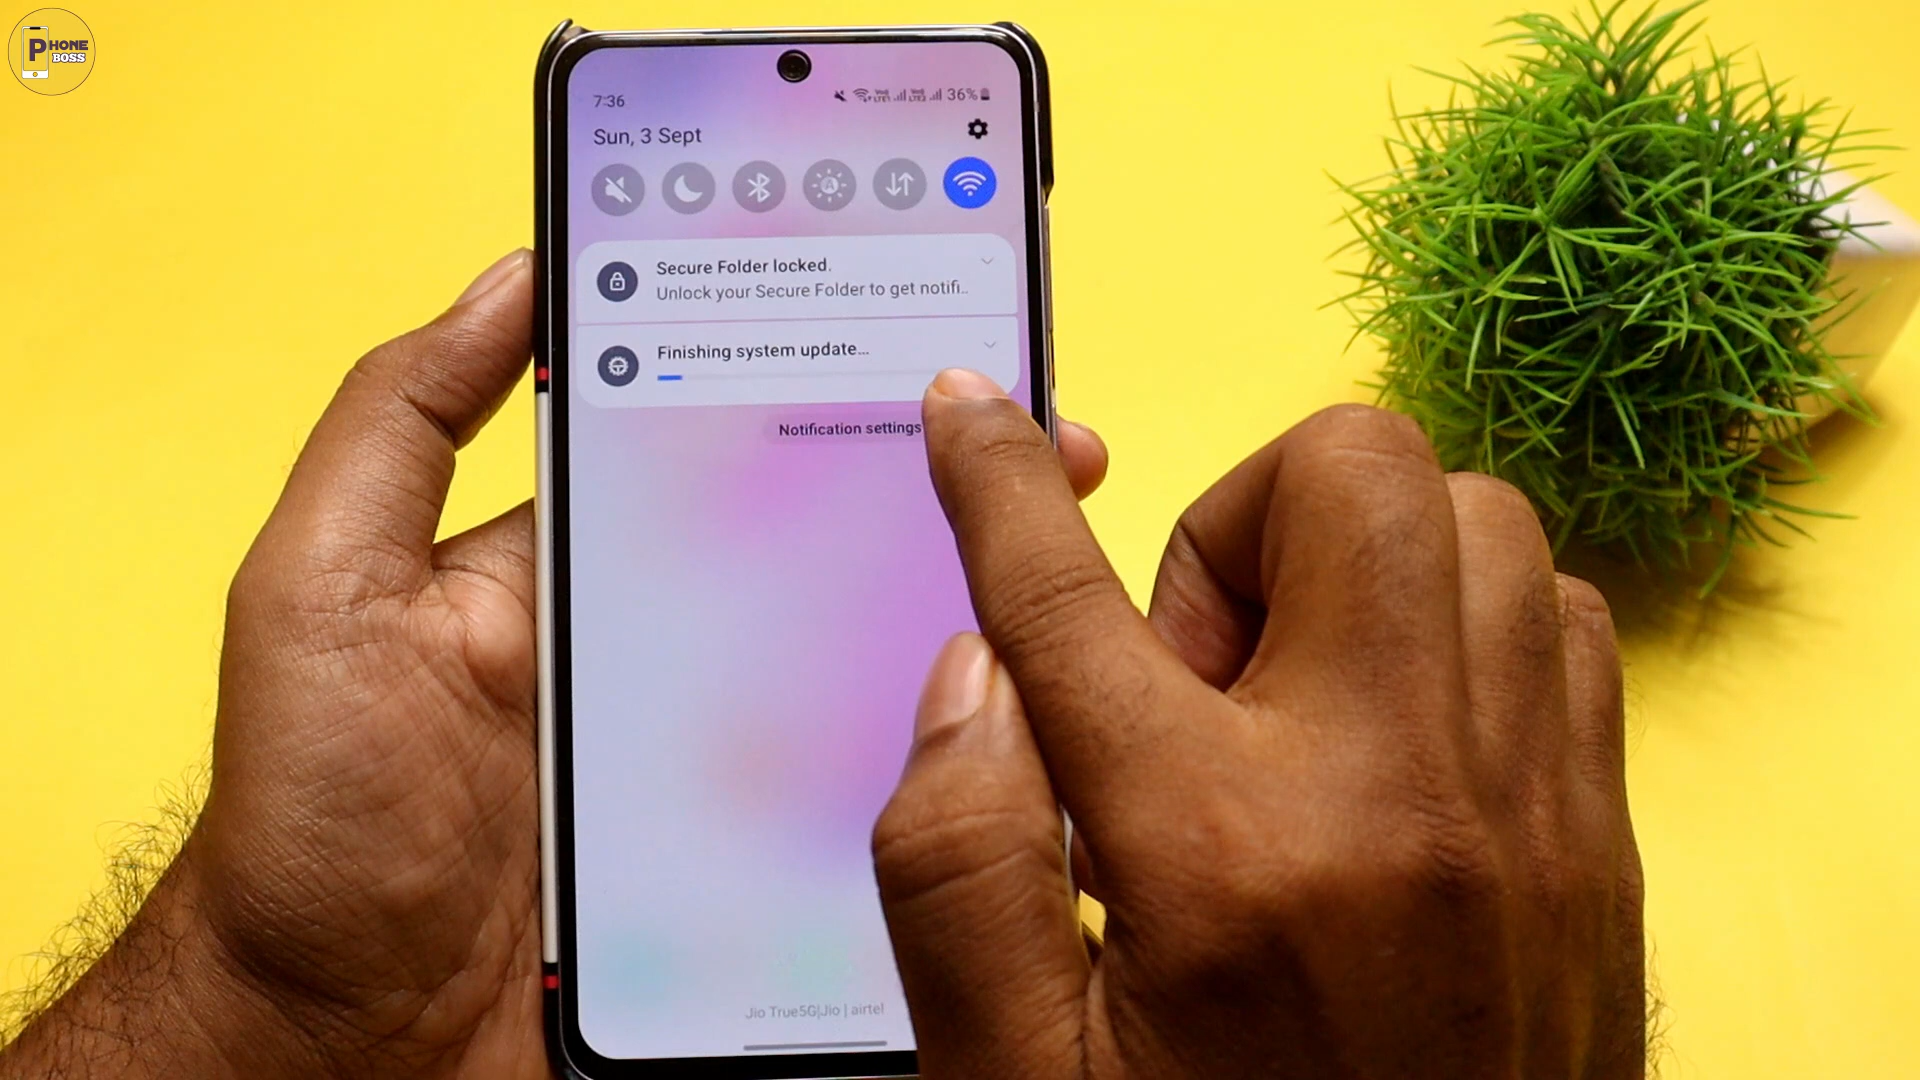 PHONE
BOSS
7:36
36%
Sun, 3 Sept
Secure Folder locked.
Unlock your Secure Folder to get notifi..
Finishing system update...
Notification settings
Jio True5G|Jio | airtel